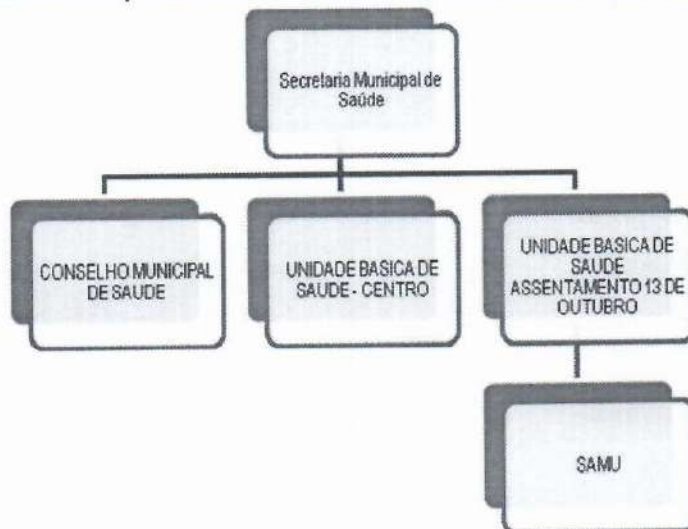 Secretaria Municipal de
Saúde
CONSELHO MUNICIPAL
DE SAUDE
UNIDADE BASICA DE
SAUDE - CENTRO
UNIDADE BASICA DE
SAUDE
ASSENTAMENTO 13 DE
OUTUBRO
SAMU